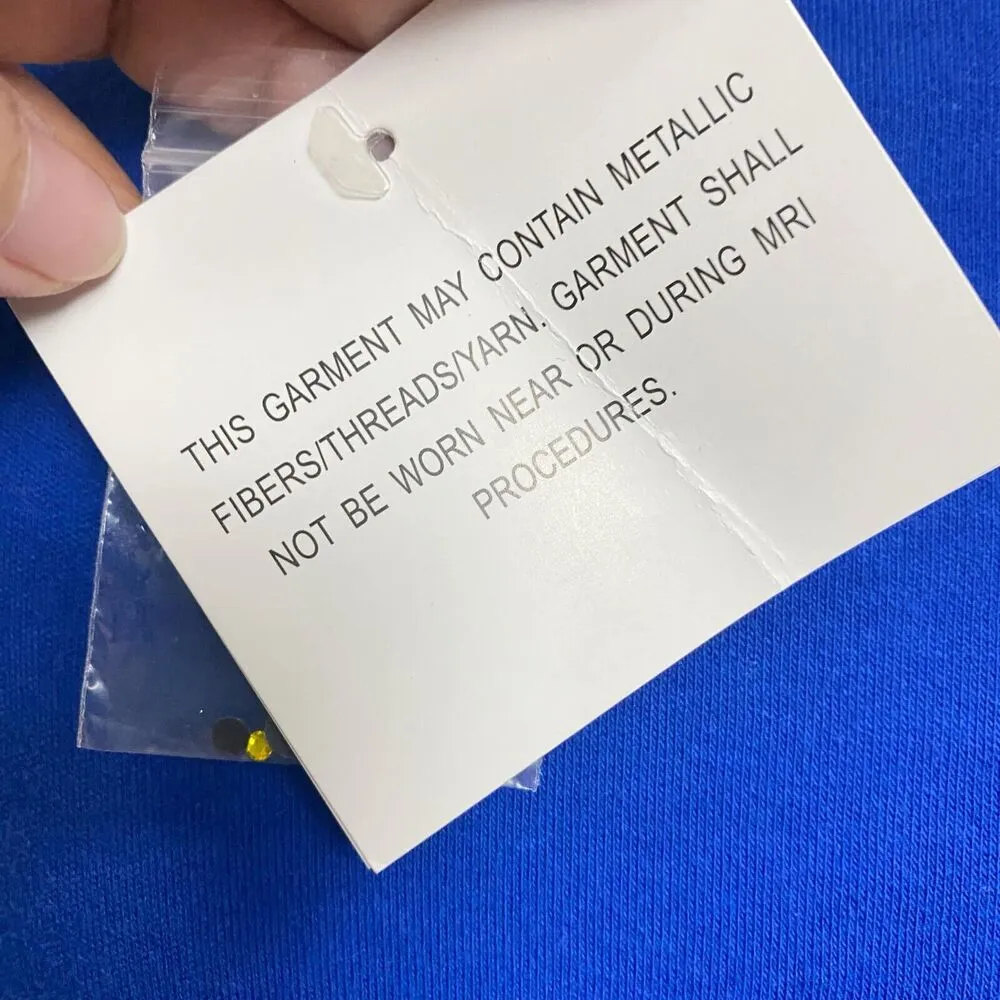 THIS GARMENT MAY CONTAIN METALLIC
FIBERS/THREADS/YARN. GARMENT SHALL
NOT BE WORN NEAR OR DURING MRI
PROCEDURES.